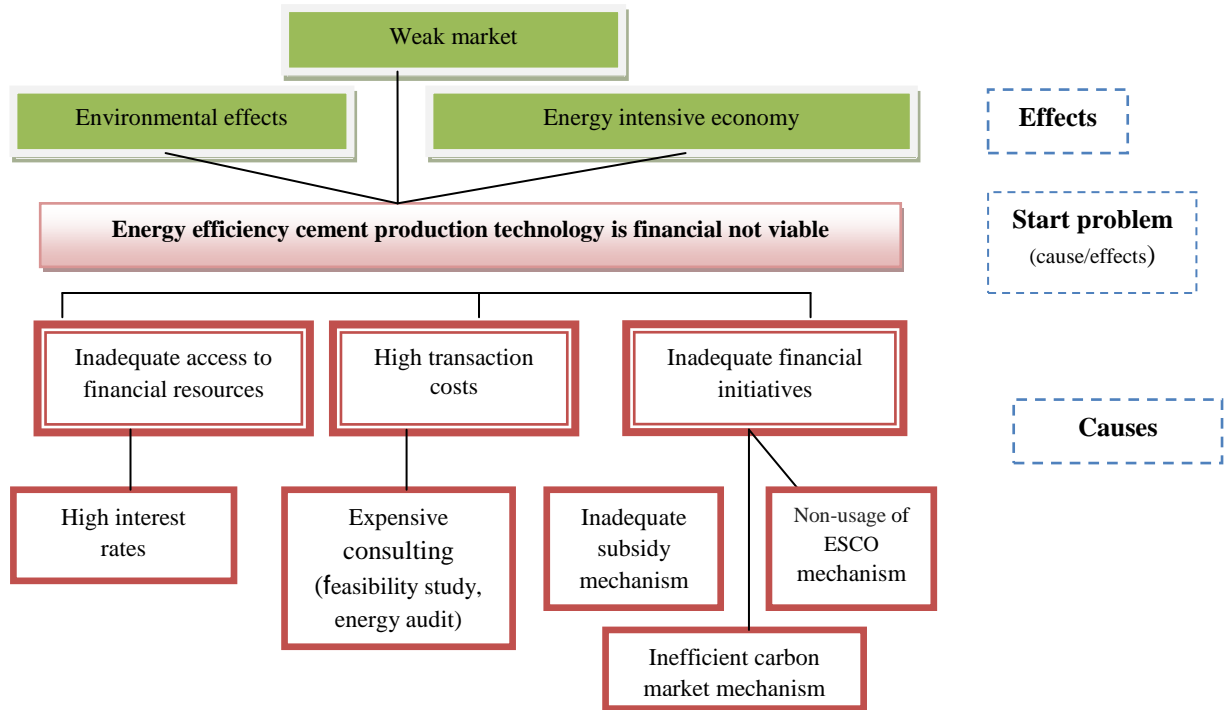 Weak market
Environmental effects
Energy intensive economy
Effects
Energy efficiency cement production technology is financial not viable
Start problem
(cause/effects)
Inadequate access to
financial resources
High transaction
costs
Inadequate financial
initiatives
Causes
High interest
rates
Expensive
consulting
(feasibility study,
energy audit)
Inadequate
subsidy
mechanism
Non-usage of
ESCO
mechanism
Inefficient carbon
market mechanism